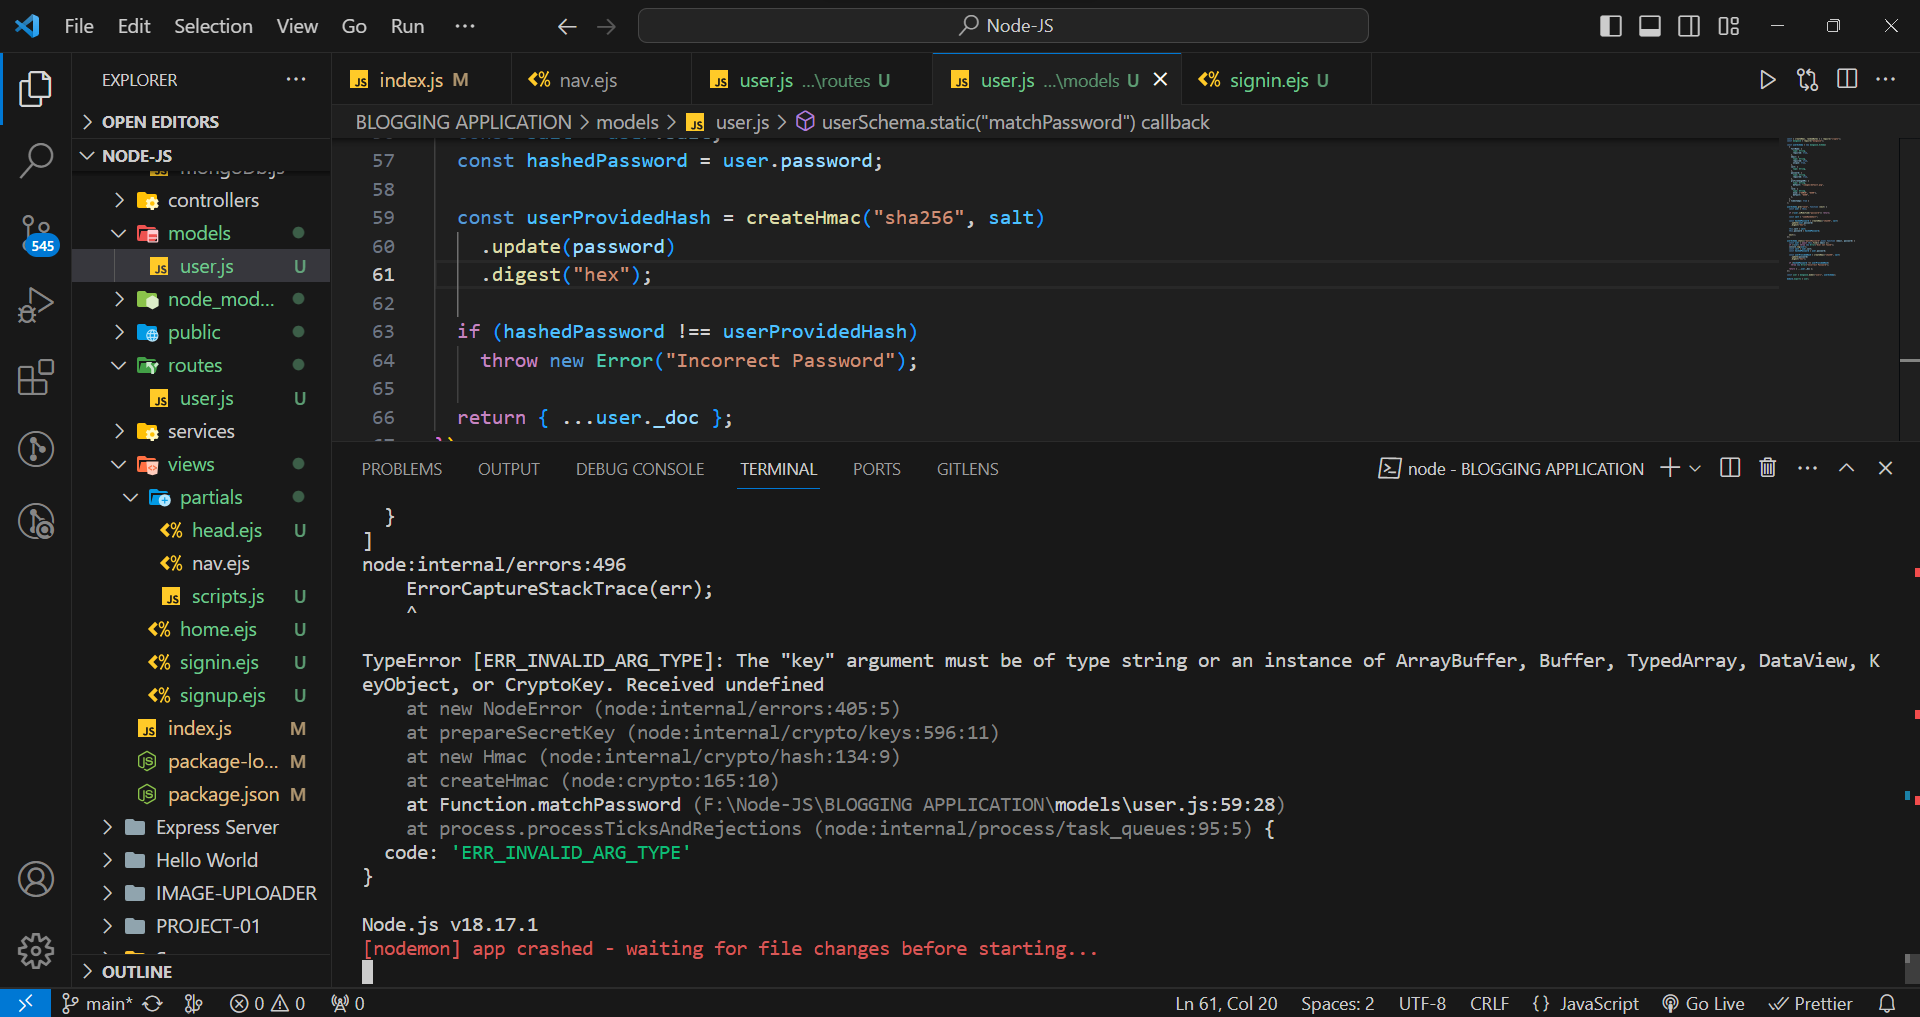 File Edit Selection View Go Run ··· Node-JS
EXPLORER ···
OPEN EDITORS
NODE-JS
mongoDb.js
controllers
models
user.js U
node_mod...
public
routes
user.js U
services
views
partials
head.ejs U
nav.ejs
scripts.js U
home.ejs U
signin.ejs U
signup.ejs U
index.js M
package-lo... M
package.json M
Express Server
Hello World
IMAGE-UPLOADER
PROJECT-01
OUTLINE
545
index.js M nav.ejs user.js ...\routes U user.js ...\models U signin.ejs U
BLOGGING APPLICATION > models > user.js > userSchema.static("matchPassword") callback
57 const hashedPassword = user.password;
58
59 const userProvidedHash = createHmac("sha256", salt)
60 .update(password)
61 .digest("hex");
62
63 if (hashedPassword !== userProvidedHash)
64 throw new Error("Incorrect Password");
65
66 return { ...user._doc };
PROBLEMS OUTPUT DEBUG CONSOLE TERMINAL PORTS GITLENS node - BLOGGING APPLICATION
}
]
node:internal/errors:496
ErrorCaptureStackTrace(err);
^
TypeError [ERR_INVALID_ARG_TYPE]: The "key" argument must be of type string or an instance of ArrayBuffer, Buffer, TypedArray, DataView, K
eyObject, or CryptoKey. Received undefined
at new NodeError (node:internal/errors:405:5)
at prepareSecretKey (node:internal/crypto/keys:596:11)
at new Hmac (node:internal/crypto/hash:134:9)
at createHmac (node:crypto:165:10)
at Function.matchPassword (F:\Node-JS\BLOGGING APPLICATION\models\user.js:59:28)
at process.processTicksAndRejections (node:internal/process/task_queues:95:5) {
code: 'ERR_INVALID_ARG_TYPE'
}
Node.js v18.17.1
[nodemon] app crashed - waiting for file changes before starting...
main* 0 0 0 Ln 61, Col 20 Spaces: 2 UTF-8 CRLF {} JavaScript Go Live Prettier